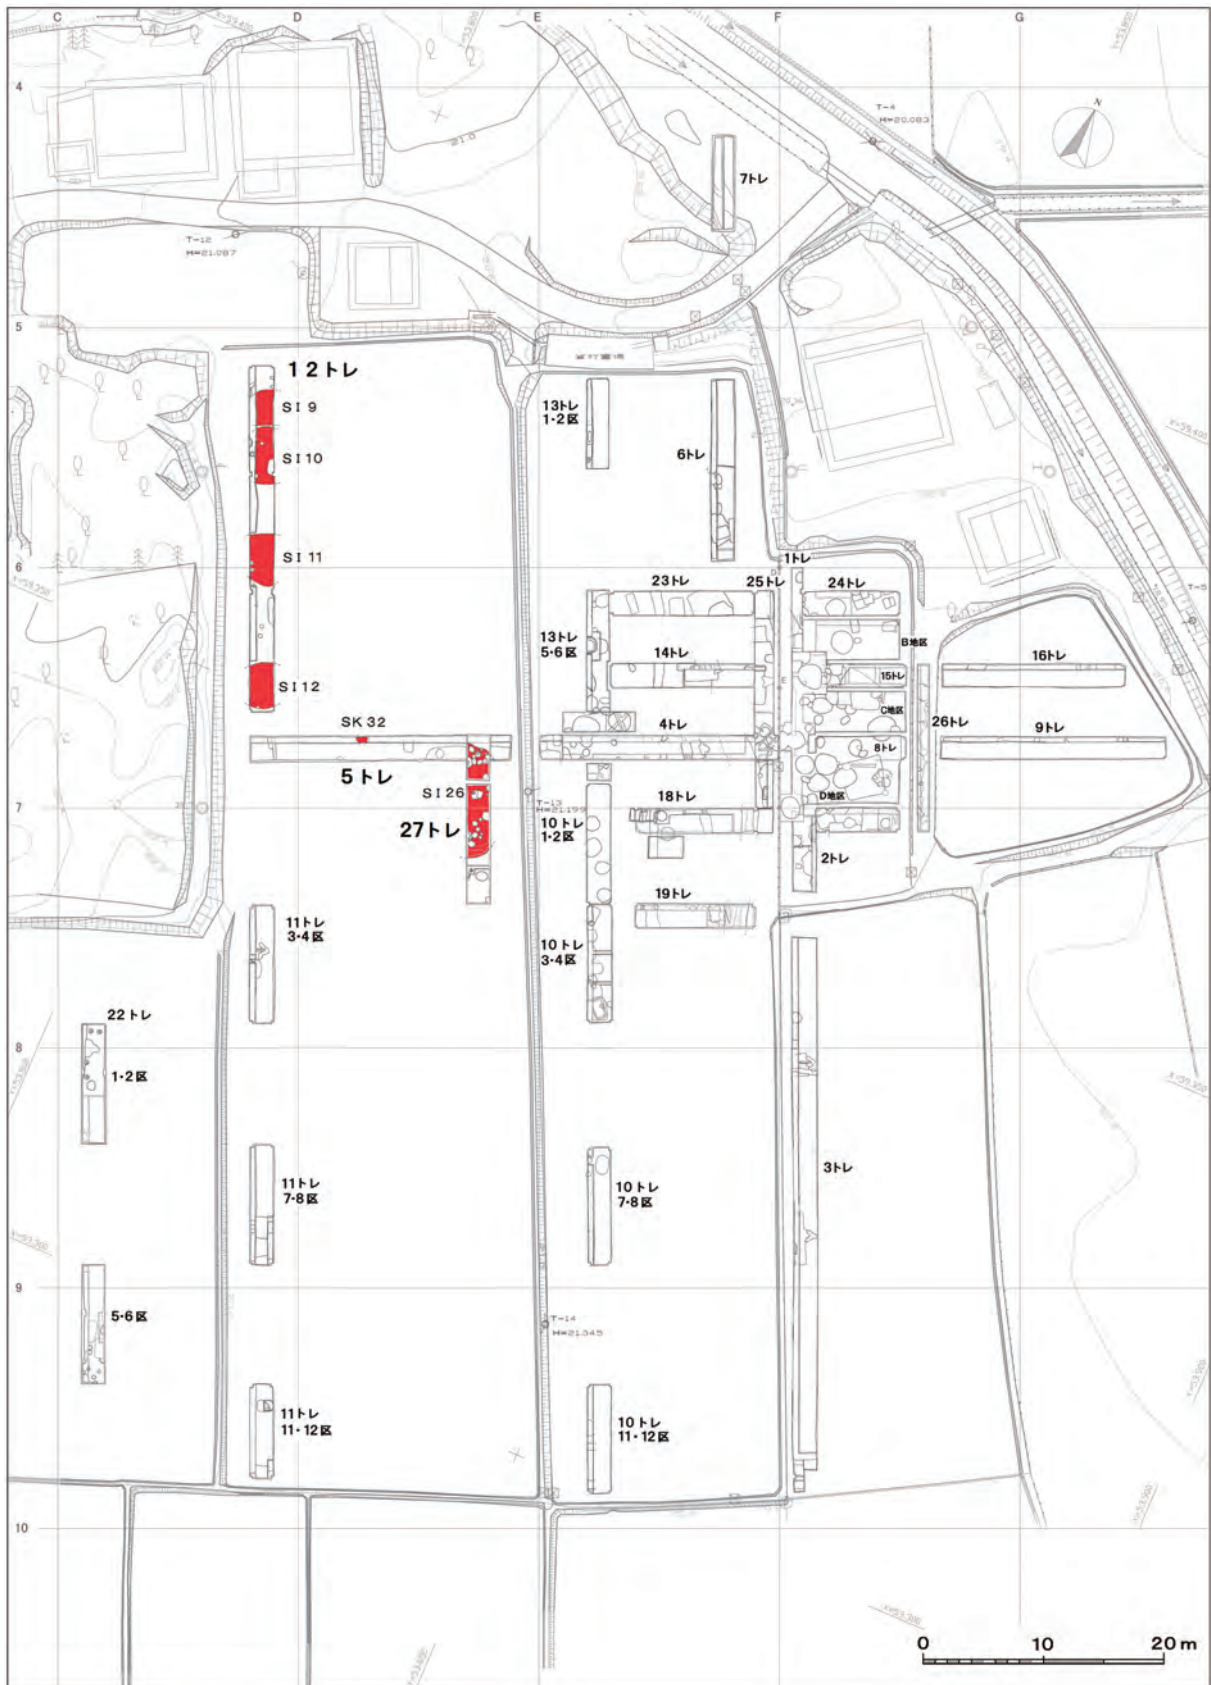 C D E F G
4
T-4
H=20.083
N
21.0
7トレ
T-12
H=21.087
5
12トレ
SI 9
13トレ
1・2区
SI 10
6トレ
SI 11
6
1トレ
23トレ
25トレ
24トレ
T-5
13トレ
5・6区
B地区
14トレ
16トレ
15トレ
SI 12
C地区
SK 32
4トレ
26トレ
9トレ
8トレ
5トレ
SI 26
D地区
7
T-13
H=21.199
27トレ
18トレ
10トレ
1・2区
2トレ
19トレ
11トレ
3・4区
10トレ
3・4区
22トレ
8
1・2区
3トレ
11トレ
7・8区
10トレ
7・8区
9
5・6区
T-14
H=21.345
11トレ
11・12区
10トレ
11・12区
10
0 10 20 m